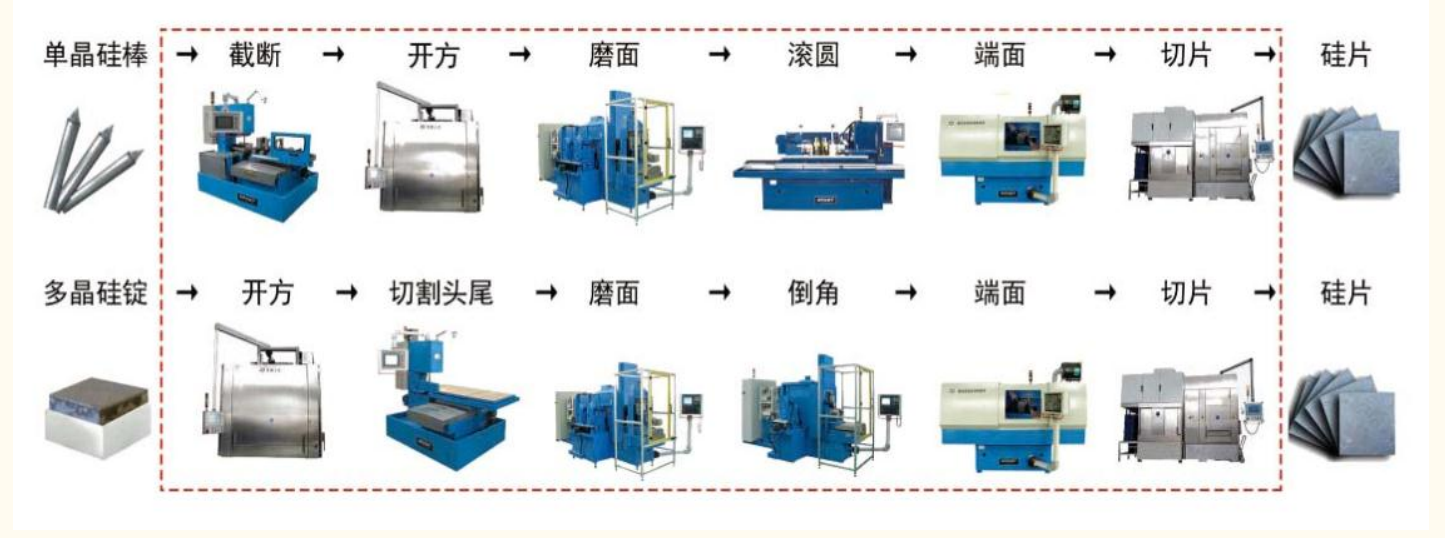 单晶硅棒 → 截断 → 开方 → 磨面 → 滚圆 → 端面 → 切片 → 硅片
多晶硅锭 → 开方 → 切割头尾 → 磨面 → 倒角 → 端面 → 切片 → 硅片